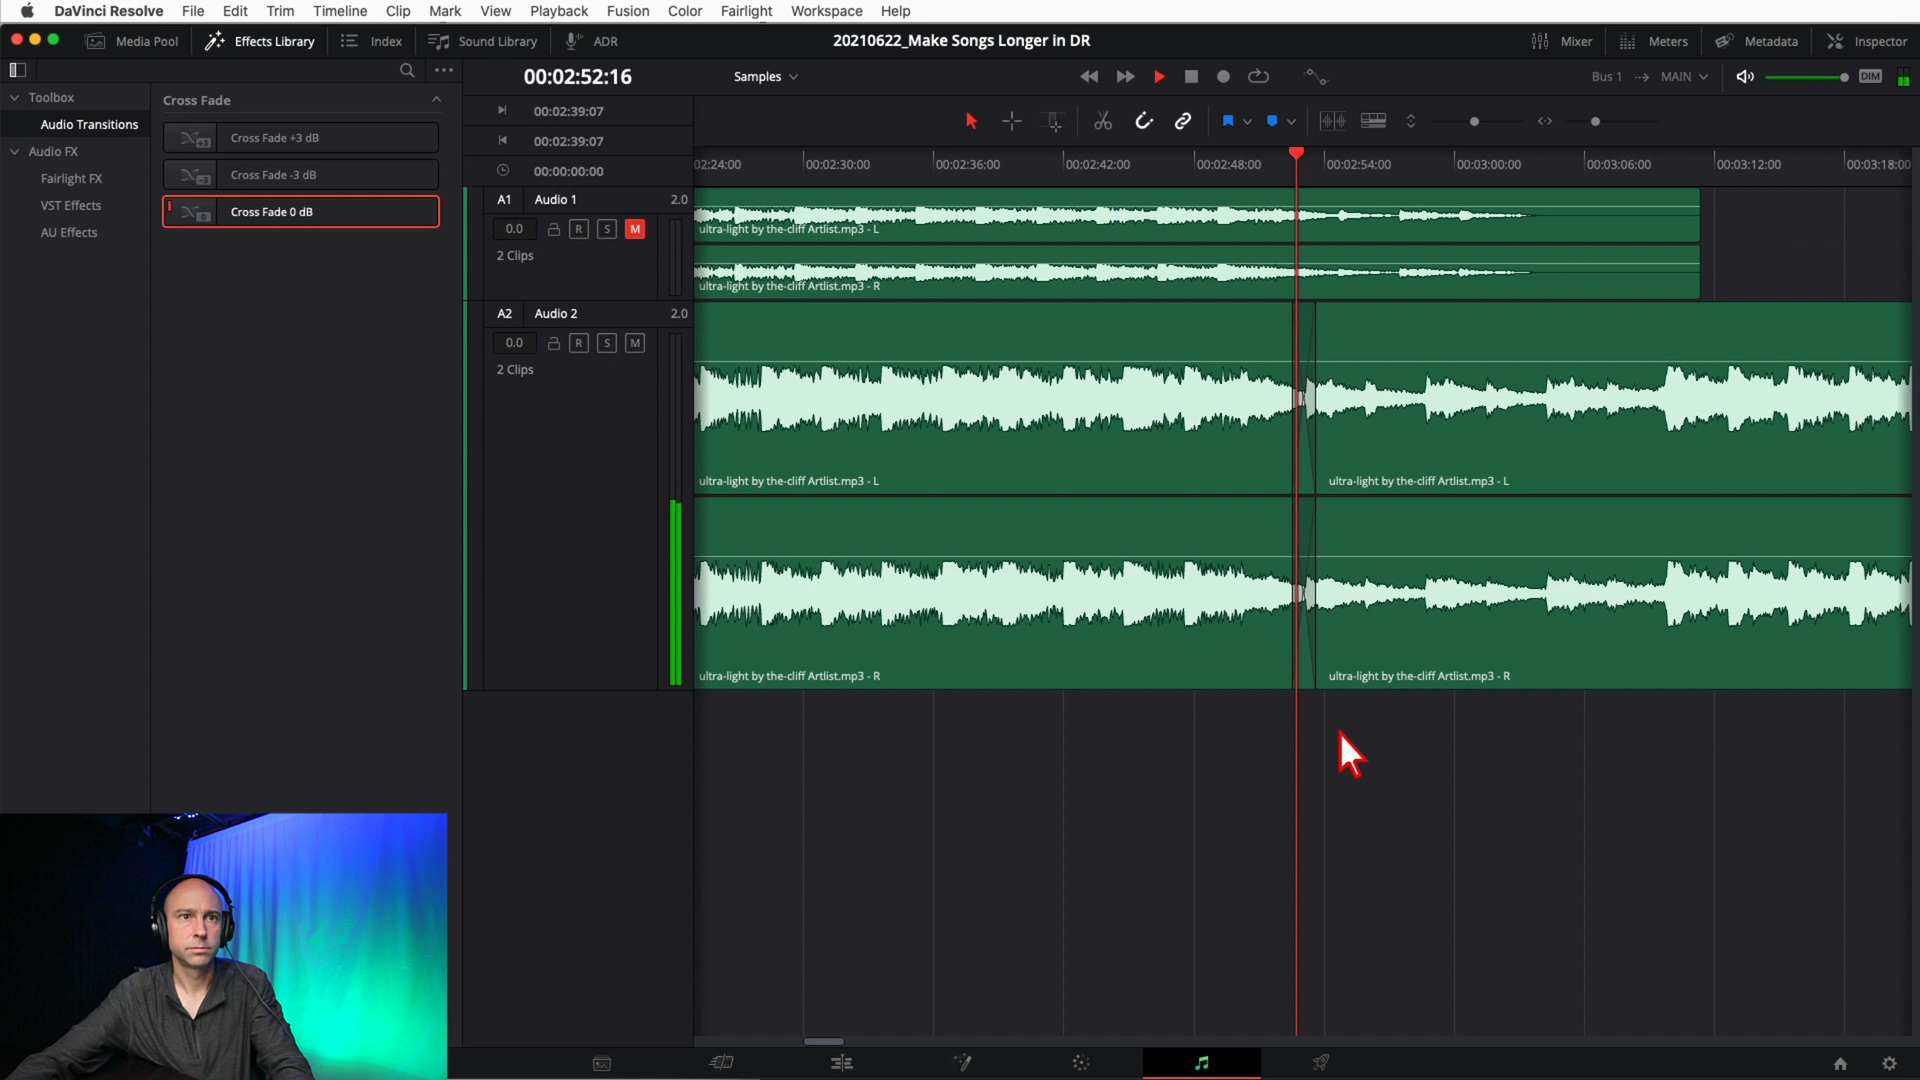 DaVinci Resolve File Edit Trim Timeline Clip Mark View Playback Fusion Color Fairlight Workspace Help
Media Pool Effects Library Index Sound Library ADR 20210622_Make Songs Longer in DR Mixer Meters Metadata Inspector
00:02:52:16 Samples Bus 1 MAIN DIM
Toolbox
Audio Transitions
Audio FX
Fairlight FX
VST Effects
AU Effects
Cross Fade
Cross Fade +3 dB
Cross Fade -3 dB
Cross Fade 0 dB
00:02:39:07
00:02:39:07
00:00:00:00
02:24:00 00:02:30:00 00:02:36:00 00:02:42:00 00:02:48:00 00:02:54:00 00:03:00:00 00:03:06:00 00:03:12:00 00:03:18:00
A1 Audio 1 2.0
0.0 R S M
2 Clips
ultra-light by the-cliff Artlist.mp3 - L
ultra-light by the-cliff Artlist.mp3 - R
A2 Audio 2 2.0
0.0 R S M
2 Clips
ultra-light by the-cliff Artlist.mp3 - L ultra-light by the-cliff Artlist.mp3 - L
ultra-light by the-cliff Artlist.mp3 - R ultra-light by the-cliff Artlist.mp3 - R